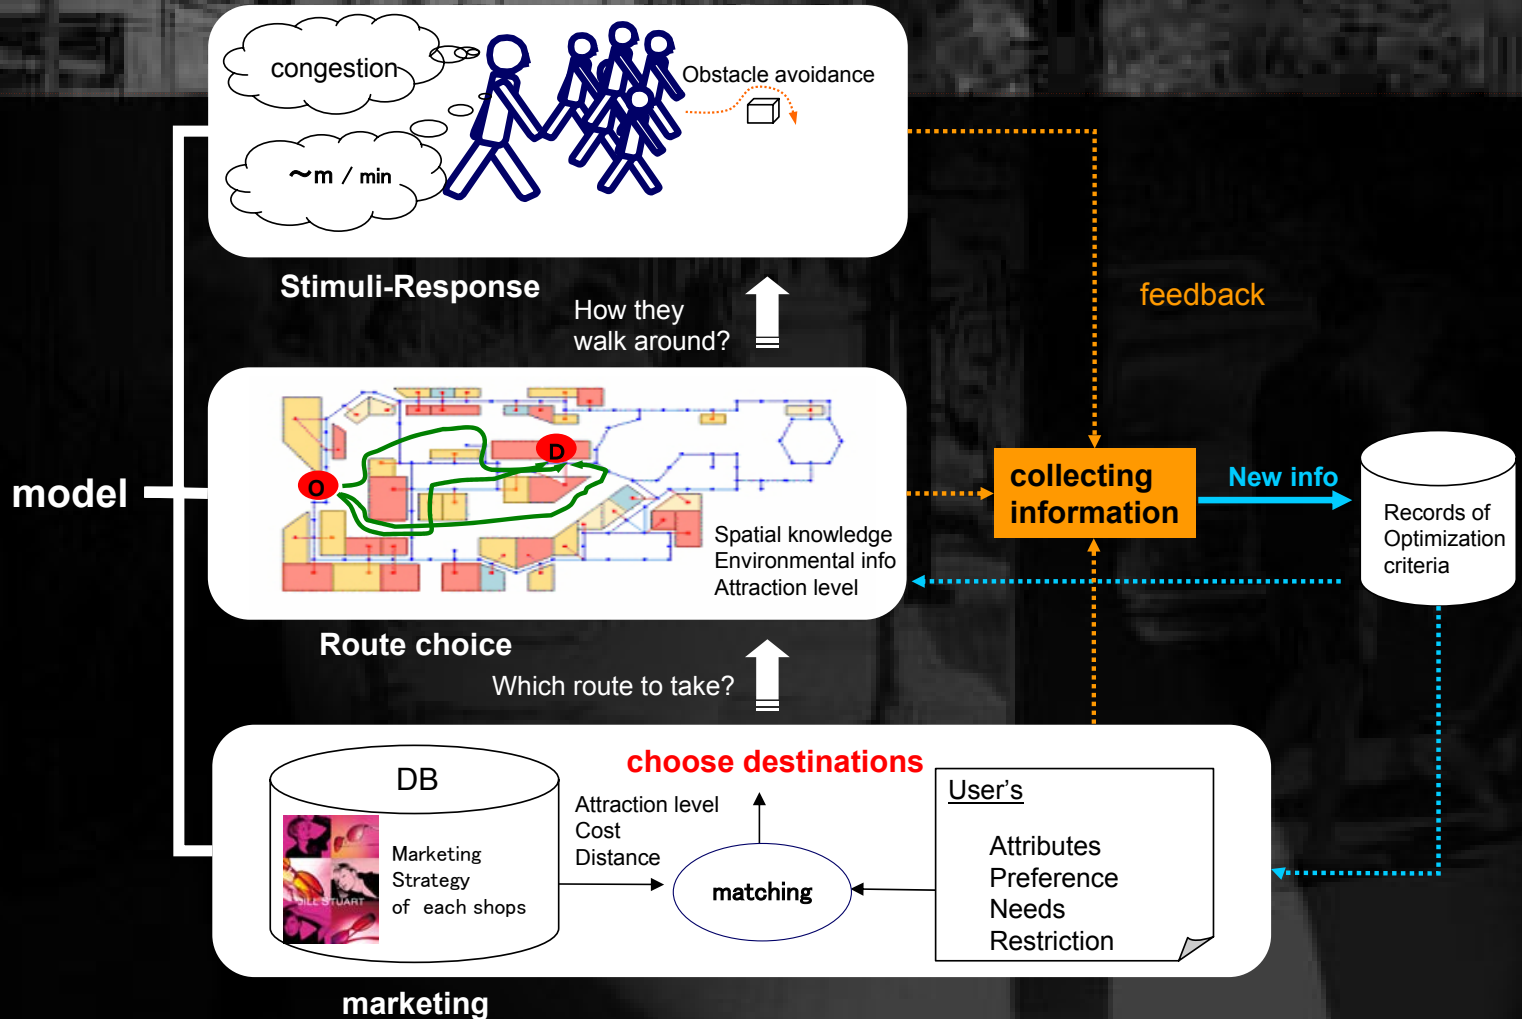 congestion
~m / min
Obstacle avoidance
Stimuli-Response
How they
walk around?
feedback
model
O
D
Spatial knowledge
Environmental info
Attraction level
Route choice
Which route to take?
collecting
information
New info
Records of
Optimization
criteria
choose destinations
DB
JILL STUART
Marketing
Strategy
of each shops
Attraction level
Cost
Distance
matching
User's
Attributes
Preference
Needs
Restriction
marketing